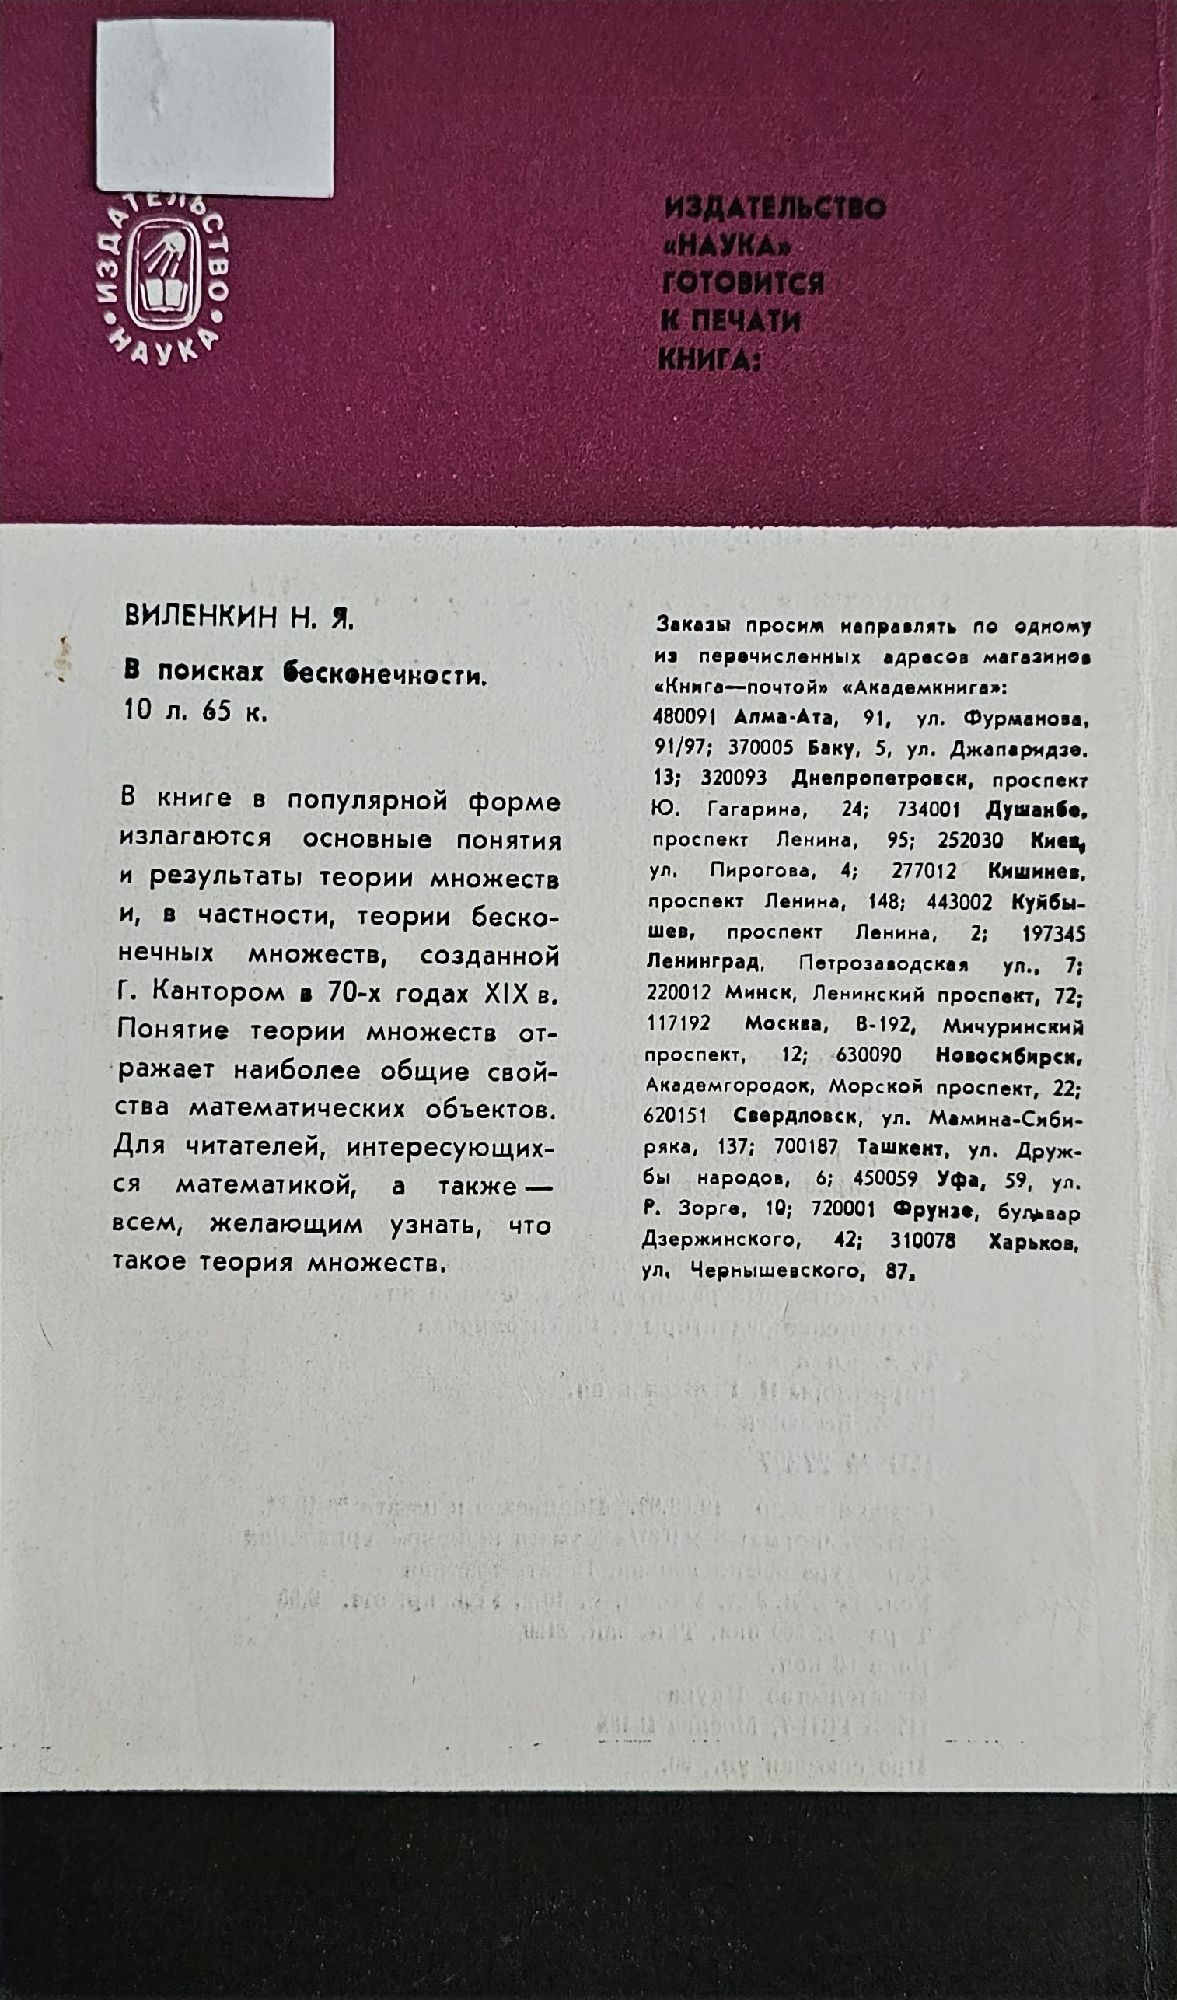 ИЗДАТЕЛЬСТВО
• НАУКА •
ИЗДАТЕЛЬСТВО
«НАУКА»
ГОТОВИТСЯ
К ПЕЧАТИ
КНИГА:
ВИЛЕНКИН Н. Я.
В поисках бесконечности.
10 л. 65 к.
В книге в популярной форме
излагаются основные понятия
и результаты теории множеств
и, в частности, теории беско-
нечных множеств, созданной
Г. Кантором в 70-х годах XIX в.
Понятие теории множеств от-
ражает наиболее общие свой-
ства математических объектов.
Для читателей, интересующих-
ся математикой, а также —
всем, желающим узнать, что
такое теория множеств.
Заказы просим направлять по одному
из перечисленных адресов магазинов
«Книга—почтой» «Академкнига»:
480091 Алма-Ата, 91, ул. Фурманова,
91/97; 370005 Баку, 5, ул. Джапаридзе.
13; 320093 Днепропетровск, проспект
Ю. Гагарина, 24; 734001 Душанбе,
проспект Ленина, 95; 252030 Киев,
ул. Пирогова, 4; 277012 Кишинев,
проспект Ленина, 148; 443002 Куйбы-
шев, проспект Ленина, 2; 197345
Ленинград, Петрозаводская ул., 7;
220012 Минск, Ленинский проспект, 72;
117192 Москва, В-192, Мичуринский
проспект, 12; 630090 Новосибирск,
Академгородок, Морской проспект, 22;
620151 Свердловск, ул. Мамина-Сиби-
ряка, 137; 700187 Ташкент, ул. Друж-
бы народов, 6; 450059 Уфа, 59, ул.
Р. Зорге, 10; 720001 Фрунзе, бульвар
Дзержинского, 42; 310078 Харьков,
ул. Чернышевского, 87.